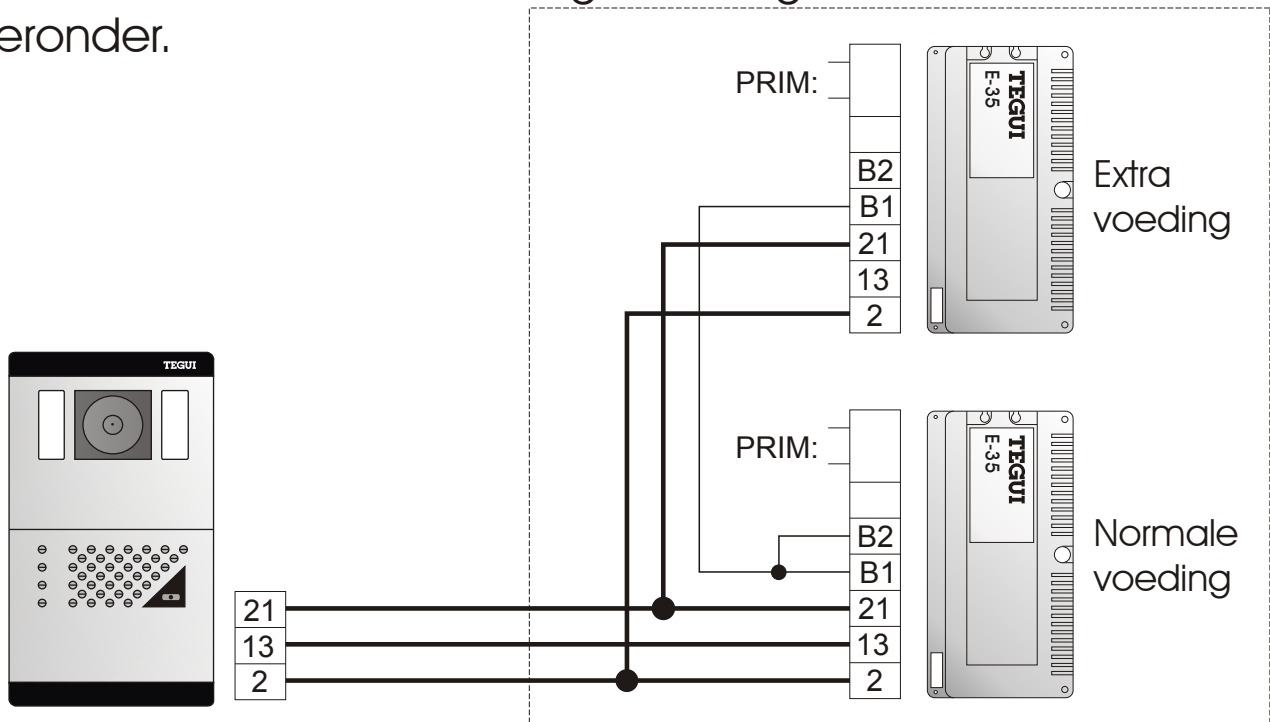 eronder.
PRIM:
B2
B1
21
13
2
TEGUI
E-35
Extra
voeding
TEGUI
21
13
2
PRIM:
B2
B1
21
13
2
TEGUI
E-35
Normale
voeding